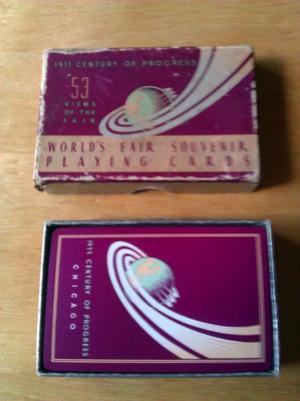 1933 CENTURY OF PROGRESS
53
VIEWS
OF THE
FAIR
WORLD'S FAIR SOUVENIR
PLAYING CARDS
1933 CENTURY OF PROGRESS
CHICAGO